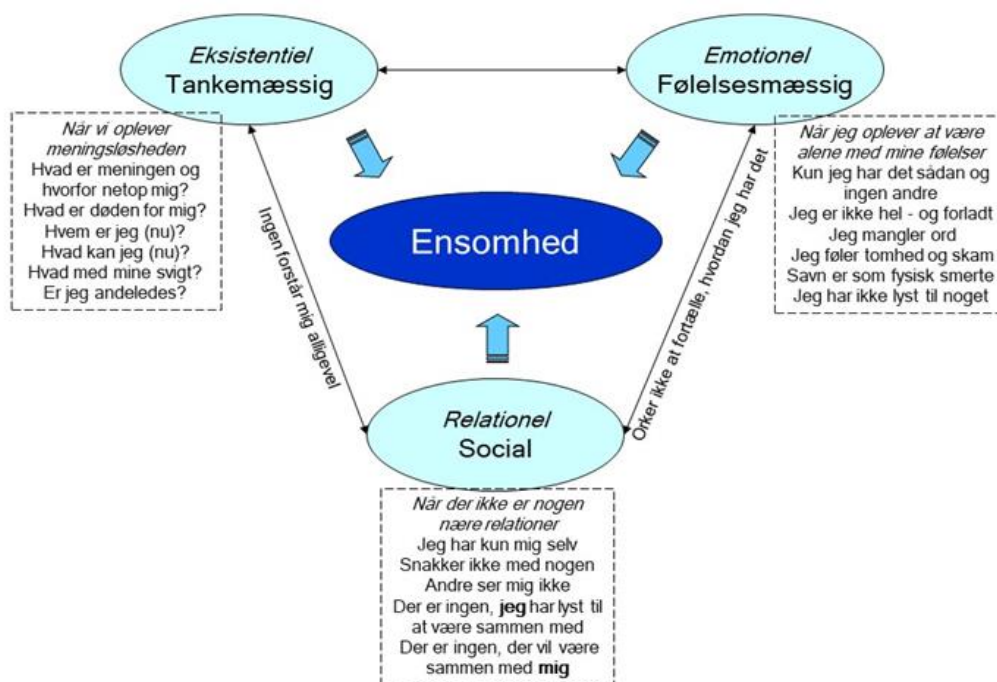 Eksistentiel
Tankemæssig
Emotionel
Følelsesmæssig
Når vi oplever
meningsløsheden
Hvad er meningen og
hvorfor netop mig?
Hvad er døden for mig?
Hvem er jeg (nu)?
Hvad kan jeg (nu)?
Hvad med mine svigt?
Er jeg andeledes?
Når jeg oplever at være
alene med mine følelser
Kun jeg har det sådan og
ingen andre
Jeg er ikke hel - og forladt
Jeg mangler ord
Jeg føler tomhed og skam
Savn er som fysisk smerte
Jeg har ikke lyst til noget
Ensomhed
Ingen forstår mig alligevel
Orker ikke at fortælle, hvordan jeg har det
Relationel
Social
Når der ikke er nogen
nære relationer
Jeg har kun mig selv
Snakker ikke med nogen
Andre ser mig ikke
Der er ingen, jeg har lyst til
at være sammen med
Der er ingen, der vil være
sammen med mig